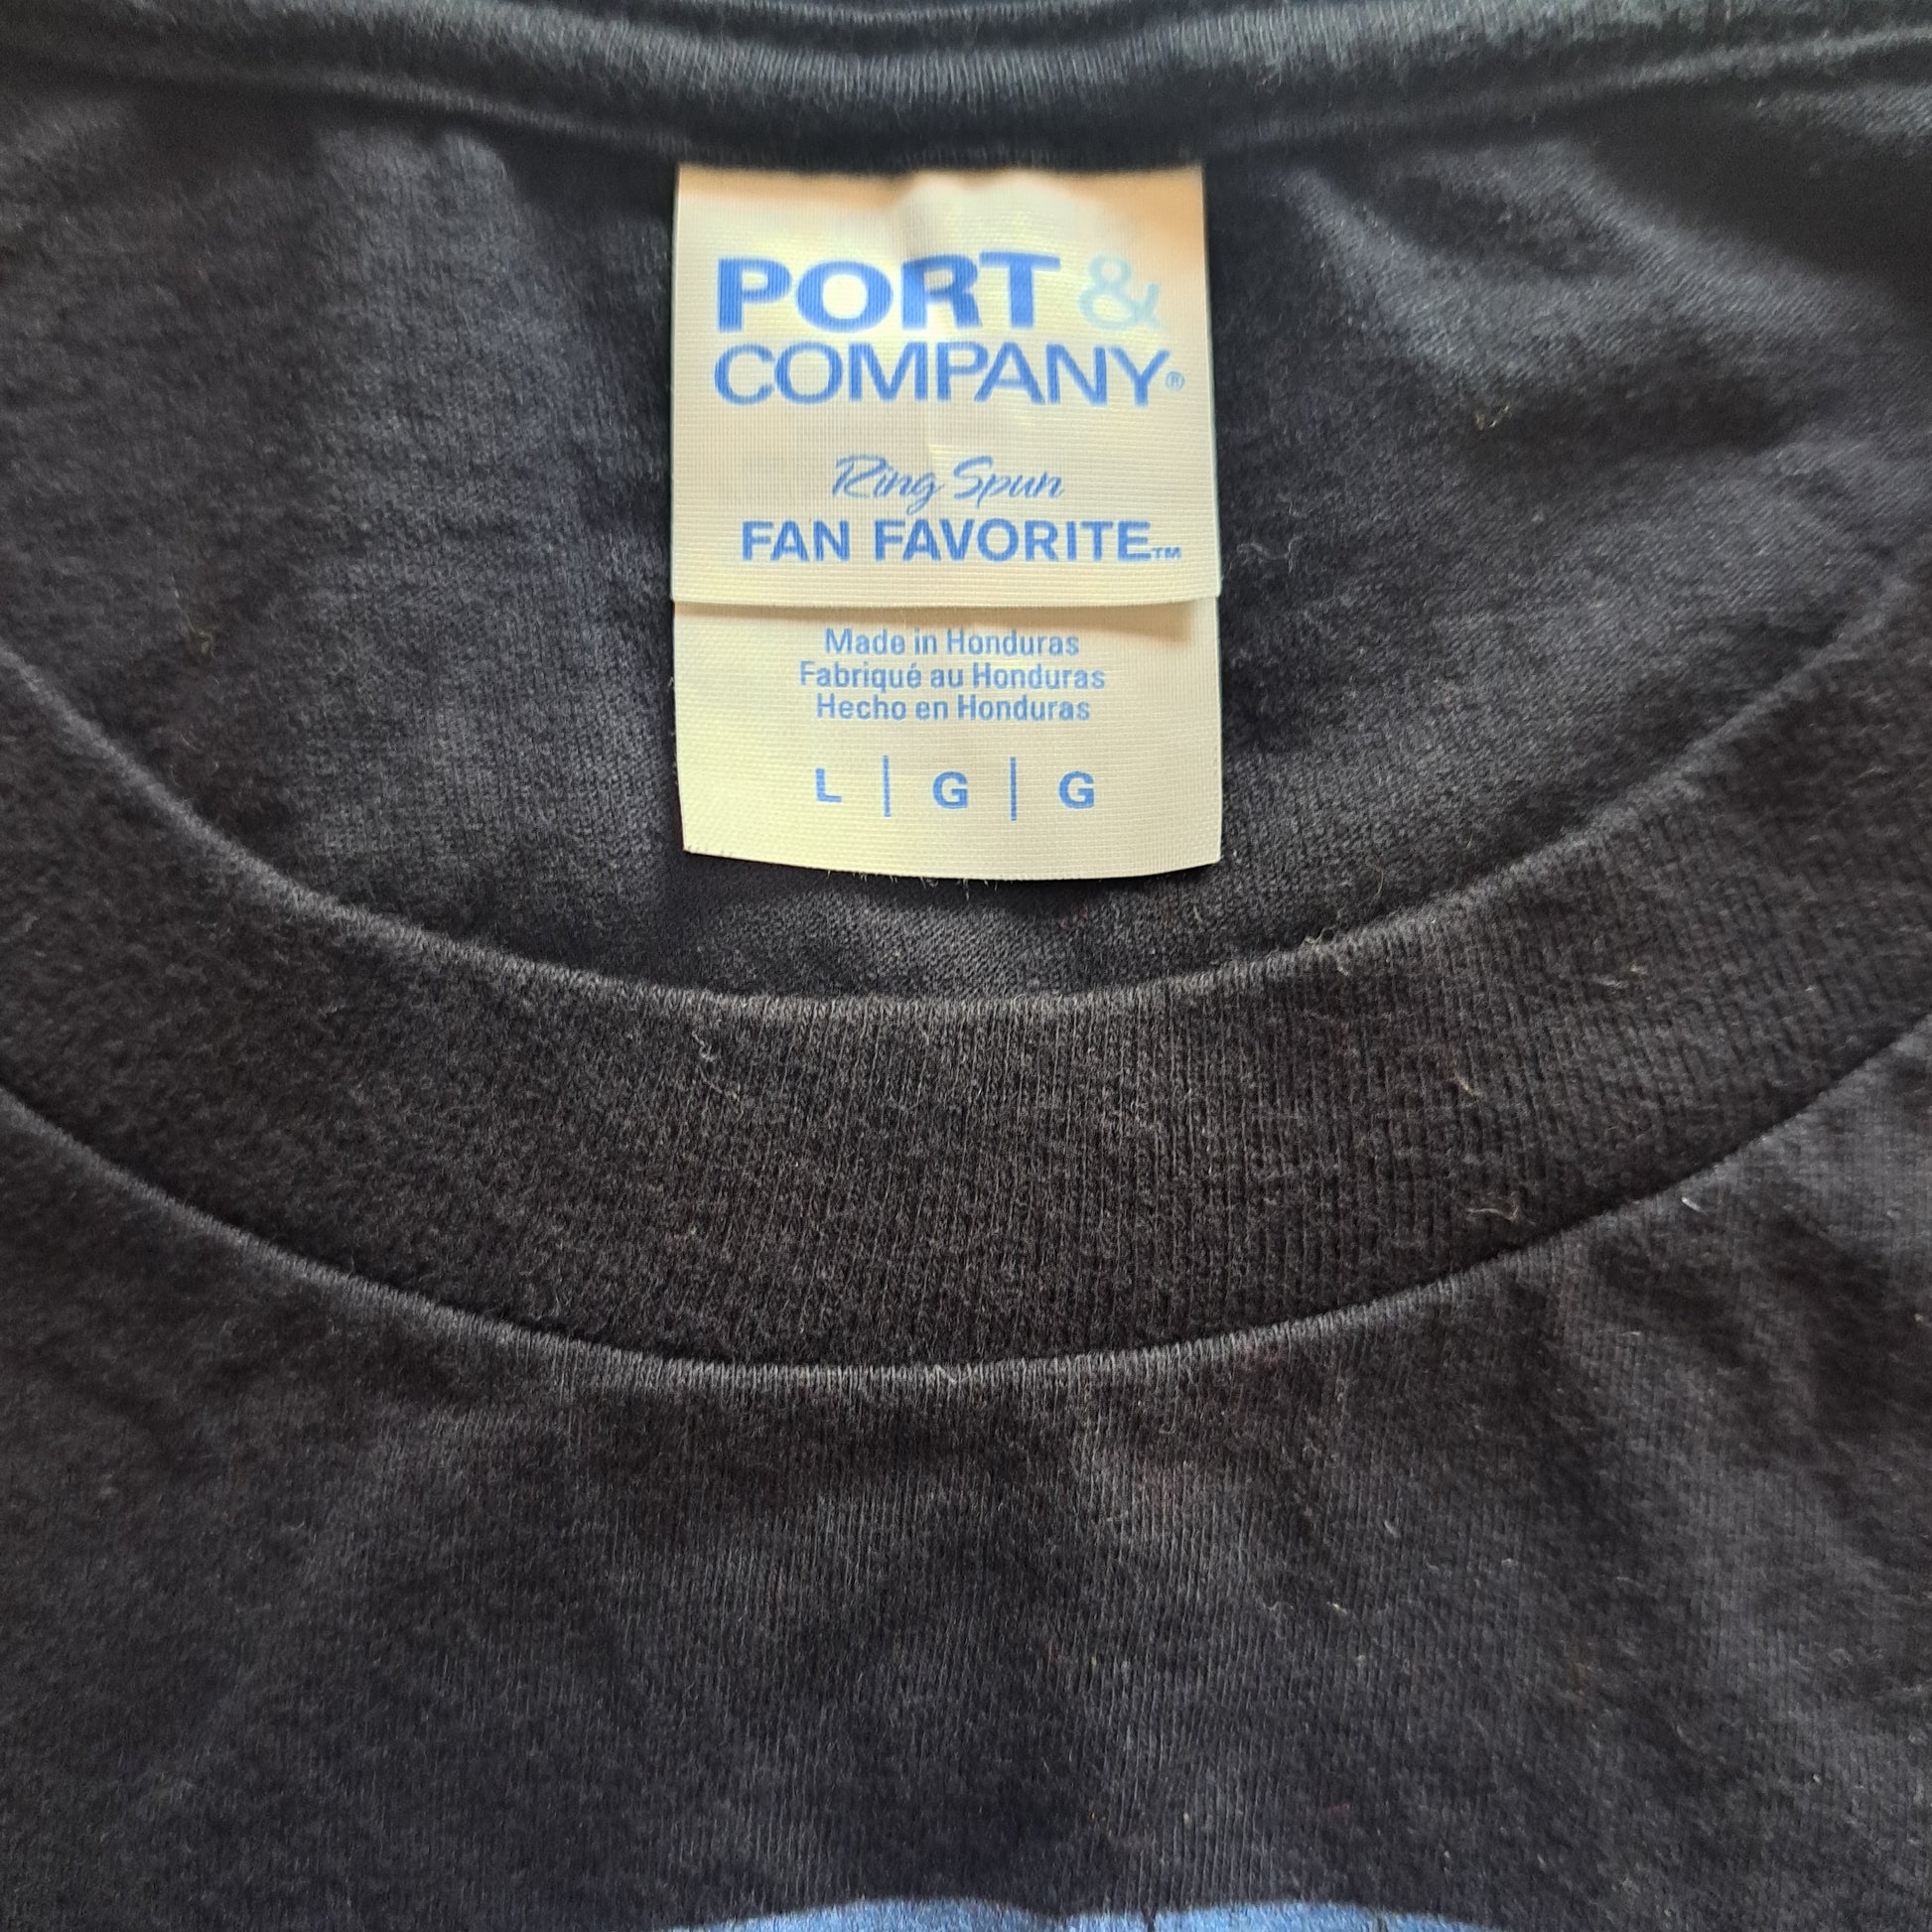 PORT &
COMPANY®
Ring Spun
FAN FAVORITE™
Made in Honduras
Fabriqué au Honduras
Hecho en Honduras
L | G | G